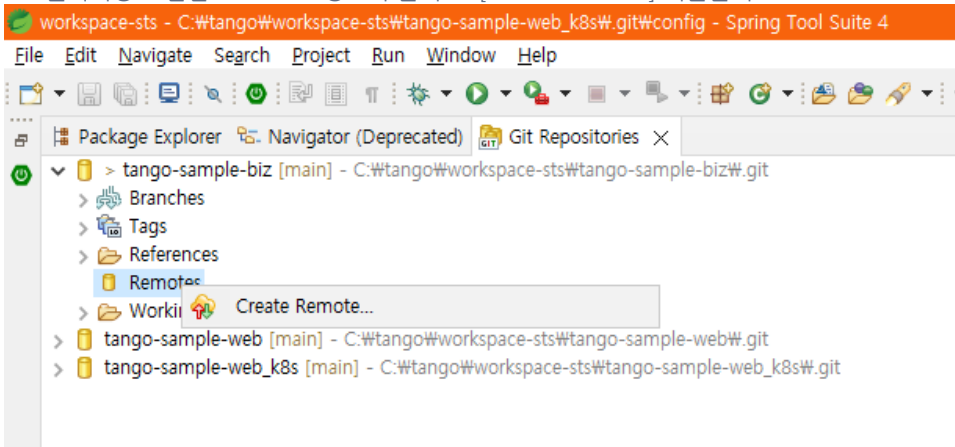 workspace-sts - C:₩tango₩workspace-sts₩tango-sample-web_k8s₩.git₩config - Spring Tool Suite 4
File Edit Navigate Search Project Run Window Help
Package Explorer Navigator (Deprecated) GIT Git Repositories
> tango-sample-biz [main] - C:₩tango₩workspace-sts₩tango-sample-biz₩.git
Branches
Tags
References
Remotes
Create Remote...
tango-sample-web [main] - C:₩tango₩workspace-sts₩tango-sample-web₩.git
tango-sample-web_k8s [main] - C:₩tango₩workspace-sts₩tango-sample-web_k8s₩.git